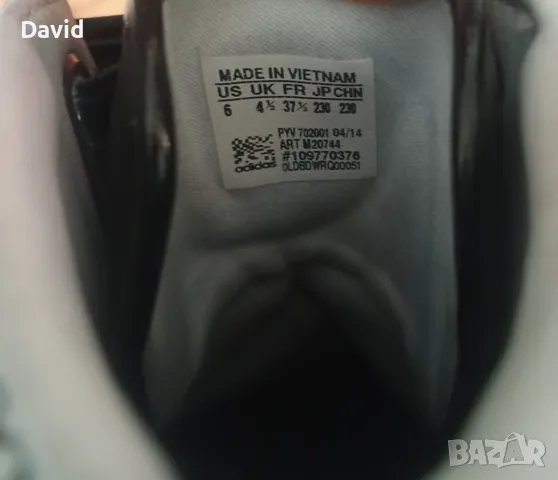 David
MADE IN VIETNAM
US UK FR JP CHN
6 4½ 37⅓ 230 230
PYV 702001 04/14
ART M20744
#109770376
adidas 0LDBDWRQ00051
BAZAR